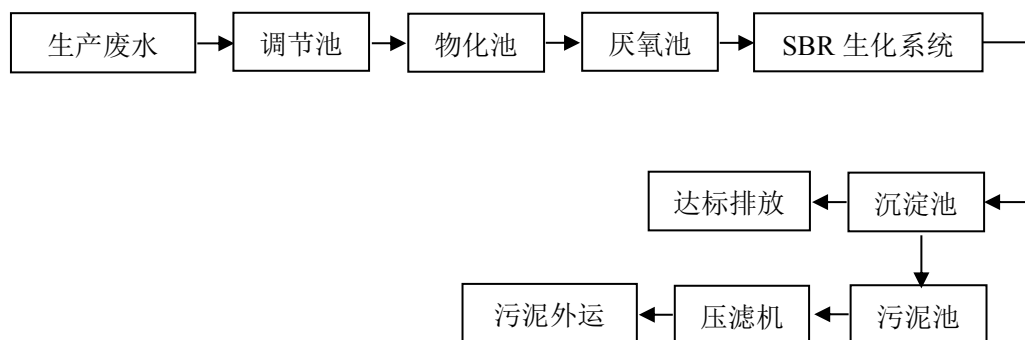 生产废水
调节池
物化池
厌氧池
SBR 生化系统
达标排放
沉淀池
污泥外运
压滤机
污泥池